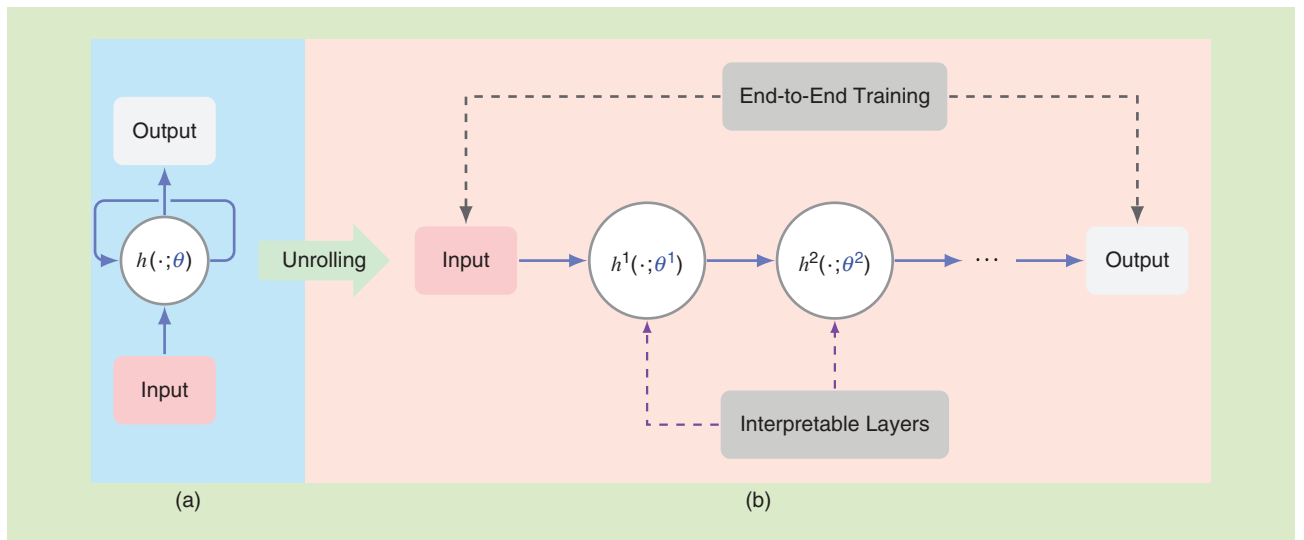 Output
h(·;θ)
Input
(a)
Unrolling
End-to-End Training
Input
h¹(·;θ¹)
h²(·;θ²)
···
Output
Interpretable Layers
(b)